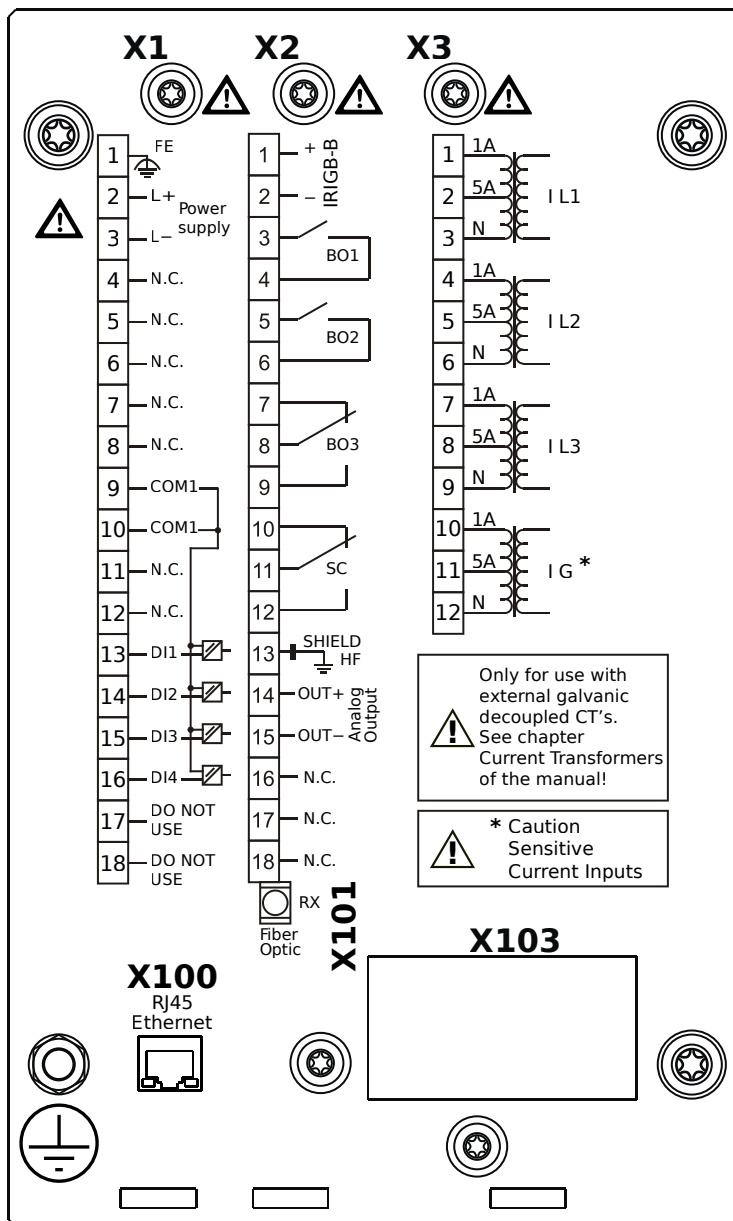 X1
X2
X3
1 FE
2 L+
3 L−
Power
supply
4 N.C.
5 N.C.
6 N.C.
7 N.C.
8 N.C.
9 COM1
10 COM1
11 N.C.
12 N.C.
13 DI1
14 DI2
15 DI3
16 DI4
17 DO NOT
USE
18 DO NOT
USE
1 +
2 −
IRIGB-B
3
4
BO1
5
6
BO2
7
8 BO3
9
10
11 SC
12
13 SHIELD
HF
14 OUT+
15 OUT−
Analog
Output
16 N.C.
17 N.C.
18 N.C.
RX
Fiber
Optic
X101
1 1A
2 5A I L1
3 N
4 1A
5 5A I L2
6 N
7 1A
8 5A I L3
9 N
10 1A
11 5A I G *
12 N
Only for use with
external galvanic
decoupled CT's.
See chapter
Current Transformers
of the manual!
* Caution
Sensitive
Current Inputs
X100
RJ45
Ethernet
X103